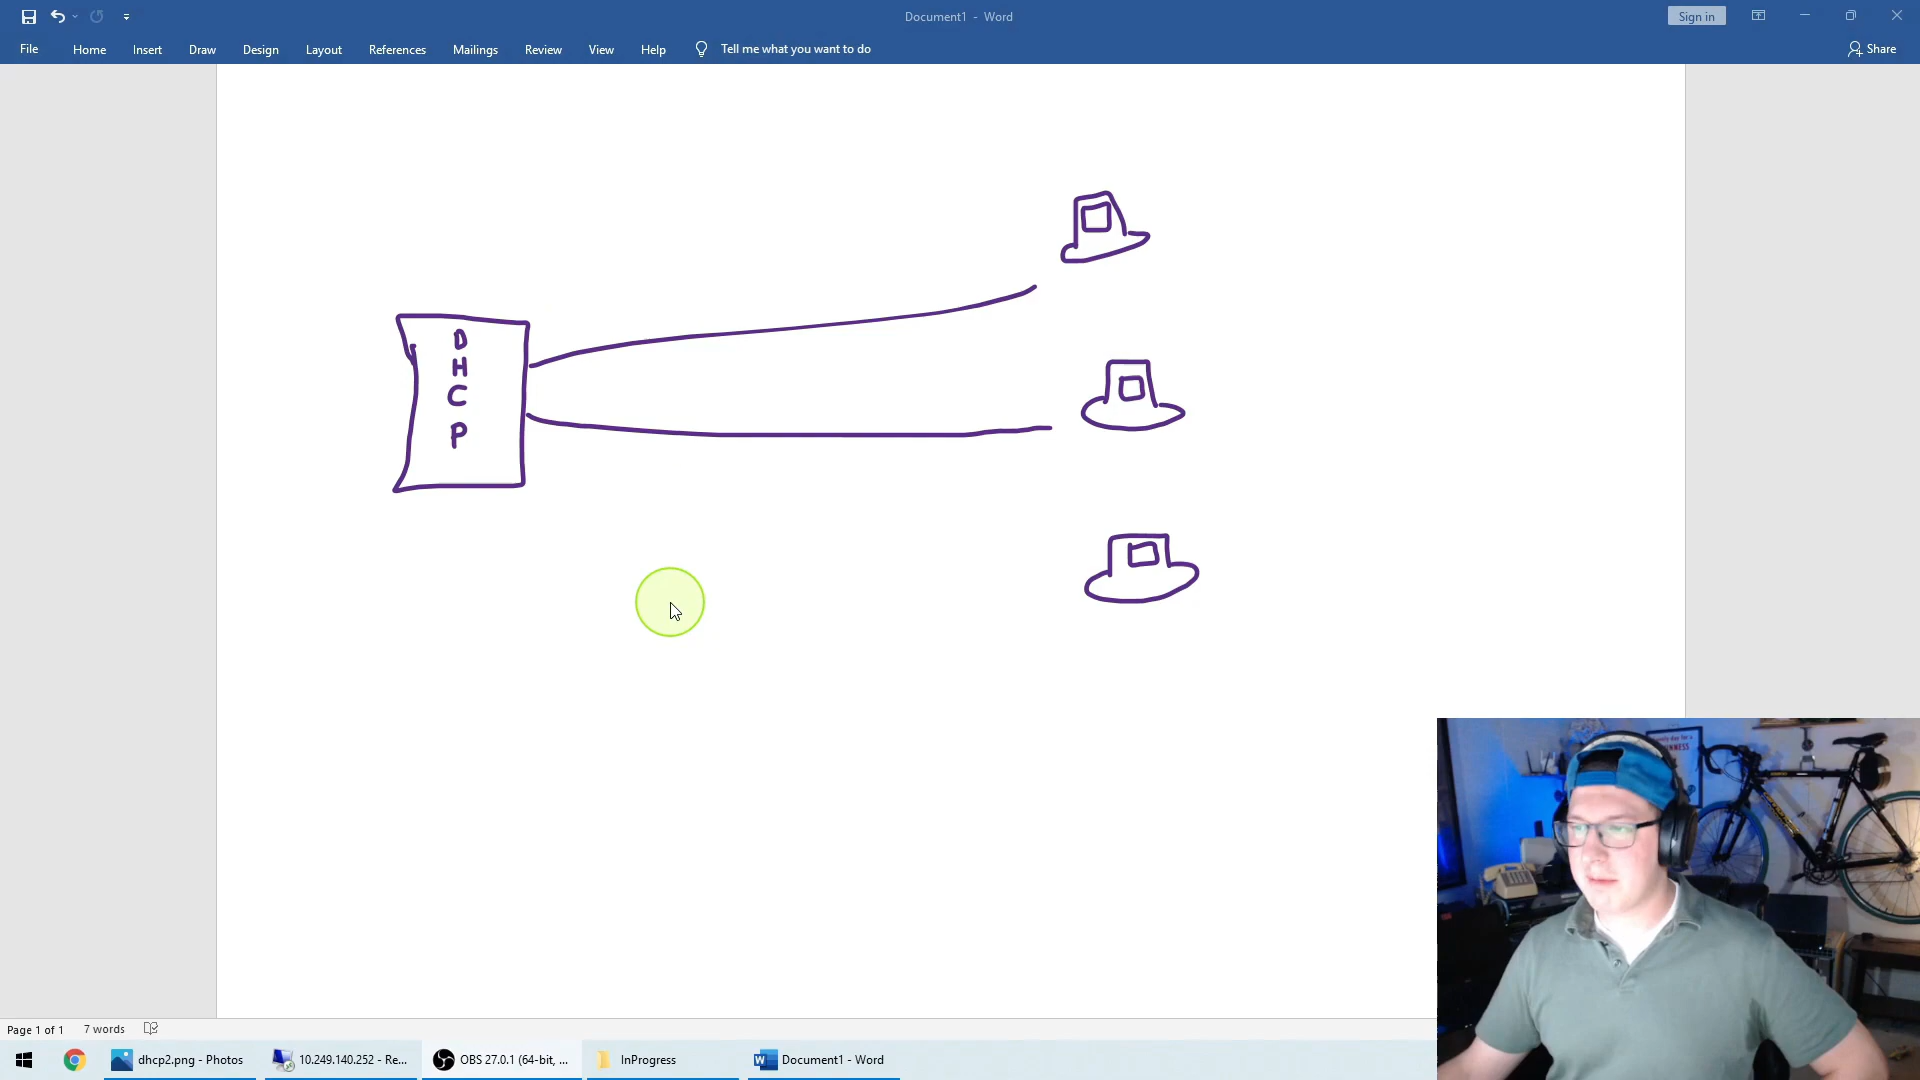 Document1 - Word
Sign in
File Home Insert Draw Design Layout References Mailings Review View Help Tell me what you want to do Share
D
H
C
P
NNESS
Page 1 of 1 7 words
dhcp2.png - Photos 10.249.140.252 - Re... OBS 27.0.1 (64-bit, ... InProgress Document1 - Word